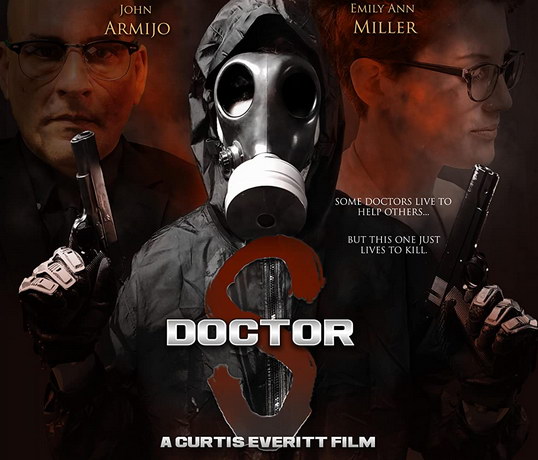 JOHN
ARMIJO
EMILY ANN
MILLER
SOME DOCTORS LIVE TO
HELP OTHERS...
BUT THIS ONE JUST
LIVES TO KILL.
S
DOCTOR
A CURTIS EVERITT FILM